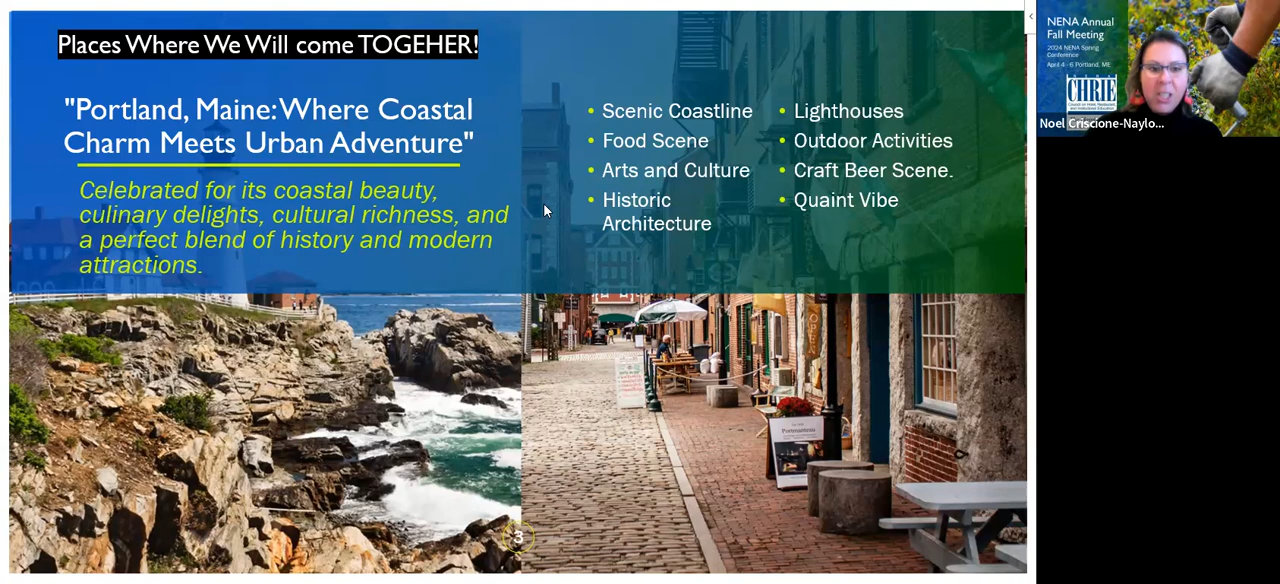 Places Where We Will come TOGEHER!
"Portland, Maine: Where Coastal
Charm Meets Urban Adventure"
Celebrated for its coastal beauty,
culinary delights, cultural richness, and
a perfect blend of history and modern
attractions.
• Scenic Coastline
• Food Scene
• Arts and Culture
• Historic
Architecture
• Lighthouses
• Outdoor Activities
• Craft Beer Scene.
• Quaint Vibe
OPEN
3
NENA Annual
Fall Meeting
2024 NENA Spring
Conference
April 4 - 6 Portland, ME
CHRIE
Noel Criscione-Naylo...